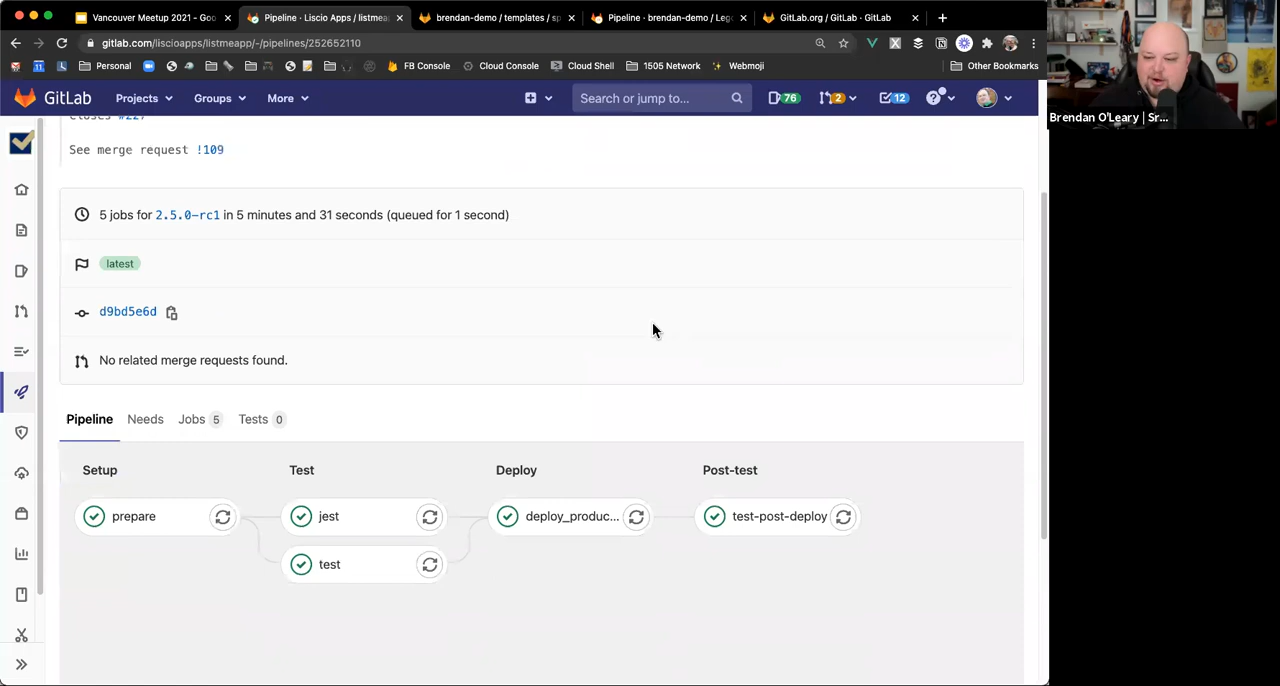 Vancouver Meetup 2021 - Goo
Pipeline · Liscio Apps / listmea
brendan-demo / templates / sp
Pipeline · brendan-demo / Lego
GitLab.org / GitLab · GitLab
gitlab.com/liscioapps/listmeapp/-/pipelines/252652110
31
Personal
FB Console
Cloud Console
Cloud Shell
1505 Network
Webmoji
Other Bookmarks
GitLab
Projects
Groups
More
Search or jump to...
76
2
12
Brendan O'Leary | Sr...
Closes #227
See merge request !109
5 jobs for 2.5.0-rc1 in 5 minutes and 31 seconds (queued for 1 second)
latest
d9bd5e6d
No related merge requests found.
Pipeline Needs Jobs 5 Tests 0
Setup Test Deploy Post-test
prepare jest deploy_produc... test-post-deploy
test